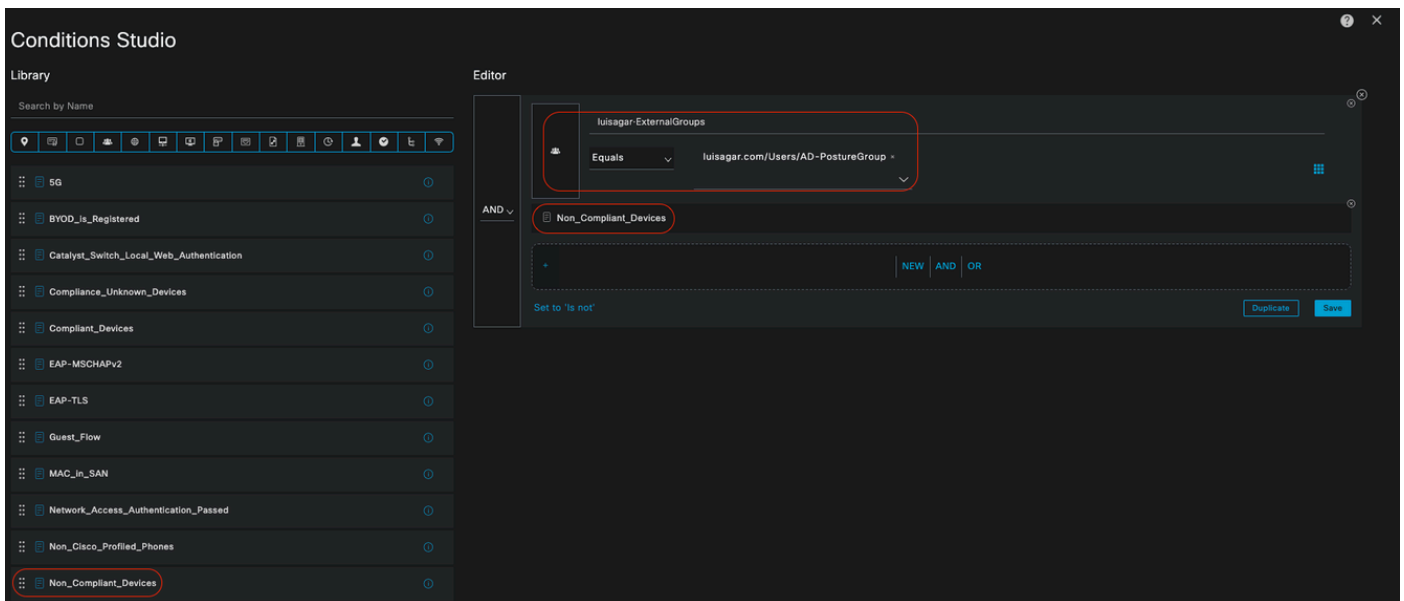 Conditions Studio
Library
Search by Name
5G
BYOD_is_Registered
Catalyst_Switch_Local_Web_Authentication
Compliance_Unknown_Devices
Compliant_Devices
EAP-MSCHAPv2
EAP-TLS
Guest_Flow
MAC_in_SAN
Network_Access_Authentication_Passed
Non_Cisco_Profiled_Phones
Non_Compliant_Devices
Editor
luisagar-ExternalGroups
Equals
luisagar.com/Users/AD-PostureGroup ×
AND
Non_Compliant_Devices
+ NEW AND OR
Set to 'Is not'
Duplicate Save